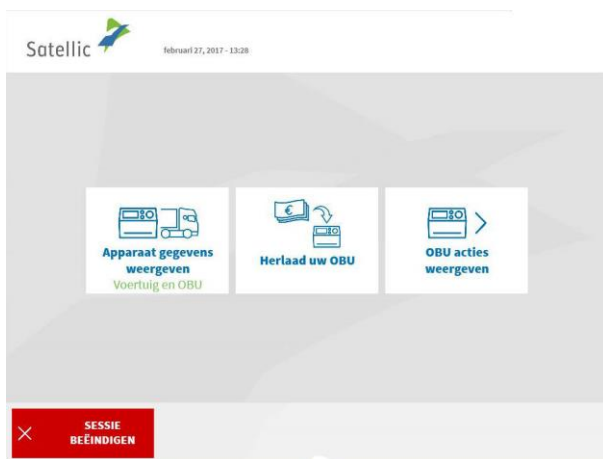 Satellic
februari 27, 2017 - 13:28
Apparaat gegevens
weergeven
Voertuig en OBU
€
Herlaad uw OBU
OBU acties
weergeven
SESSIE
BEËINDIGEN